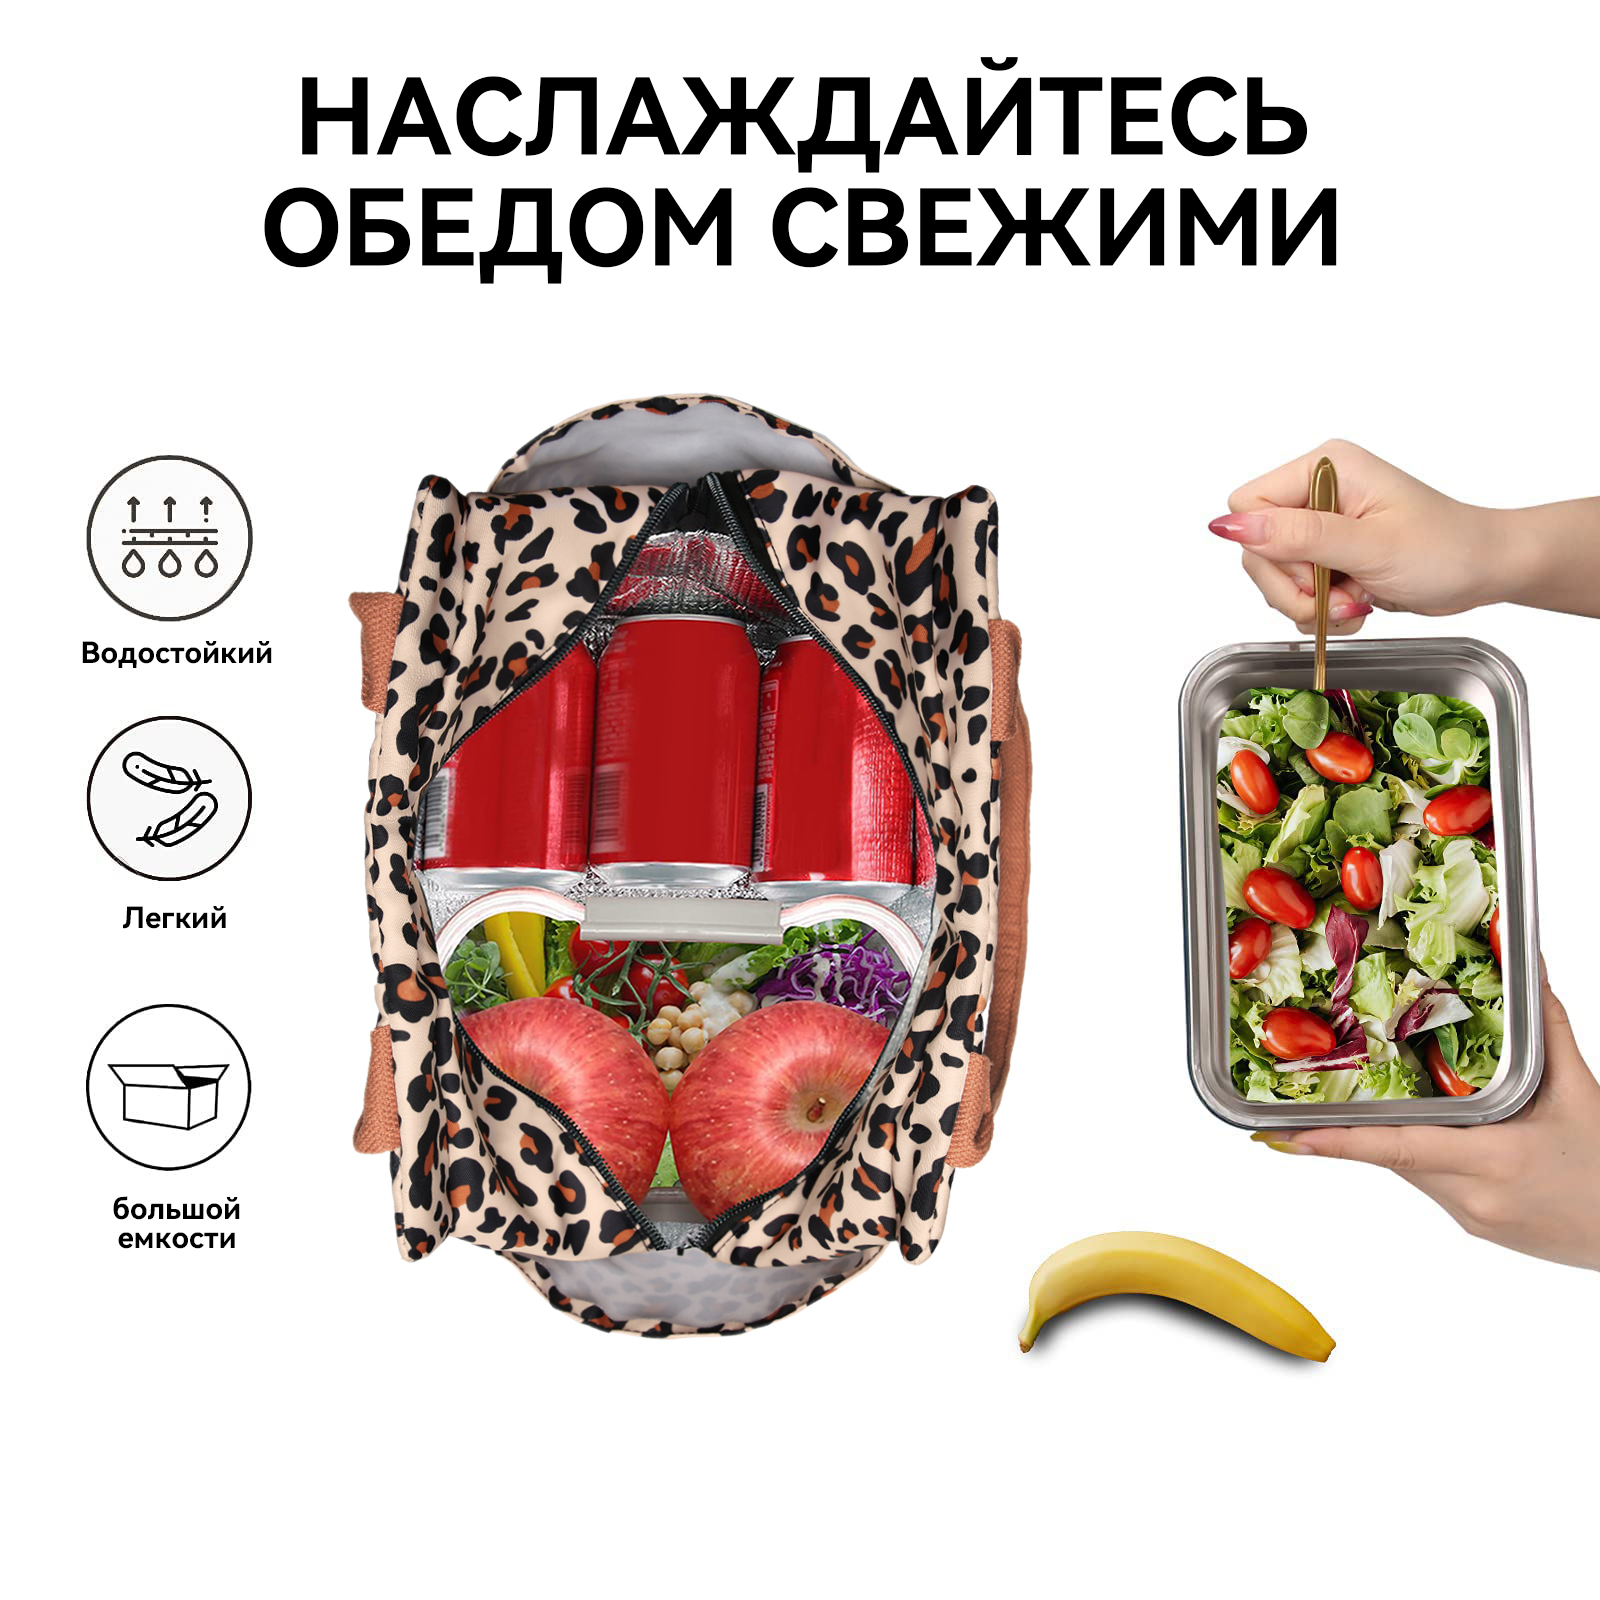 НАСЛАЖДАЙТЕСЬ
ОБЕДОМ СВЕЖИМИ
Водостойкий
Легкий
большой
емкости